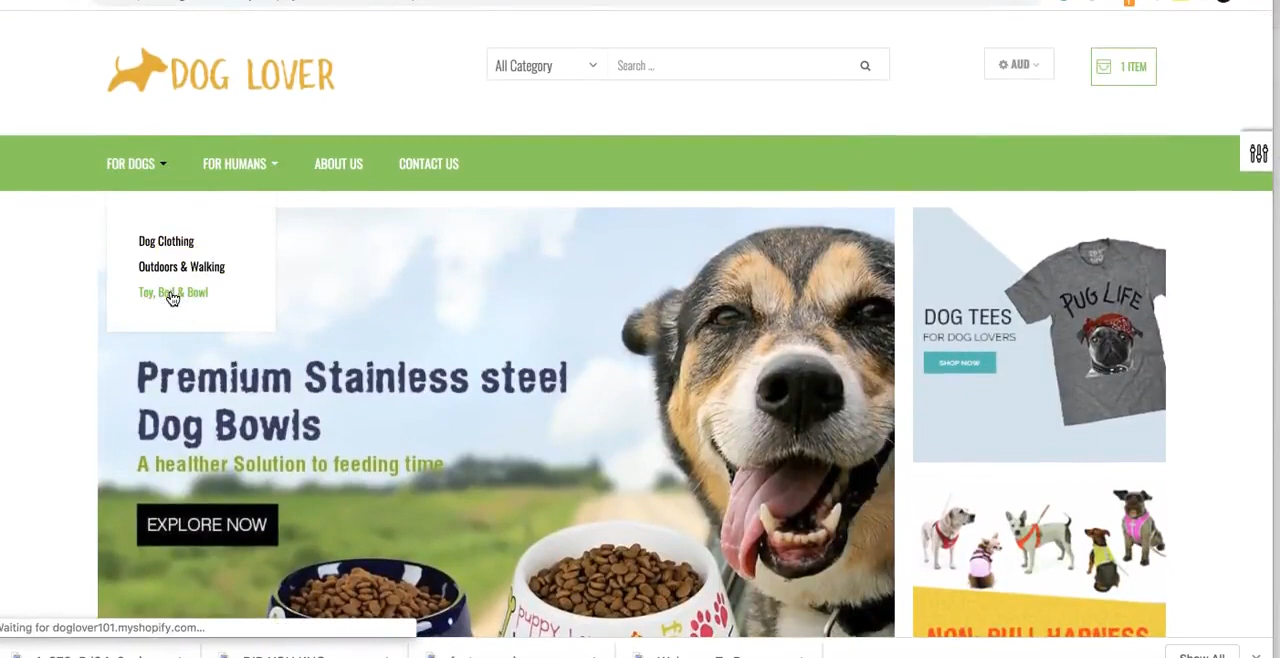 DOG LOVER
All Category
Search ...
AUD
1 ITEM
FOR DOGS
FOR HUMANS
ABOUT US
CONTACT US
Dog Clothing
Outdoors & Walking
Toy, Bed & Bowl
Premium Stainless steel
Dog Bowls
A healther Solution to feeding time
EXPLORE NOW
puppy
DOG TEES
FOR DOG LOVERS
SHOP NOW
PUG LIFE
NON-PULL HARNESS
Waiting for doglover101.myshopify.com...
Show All